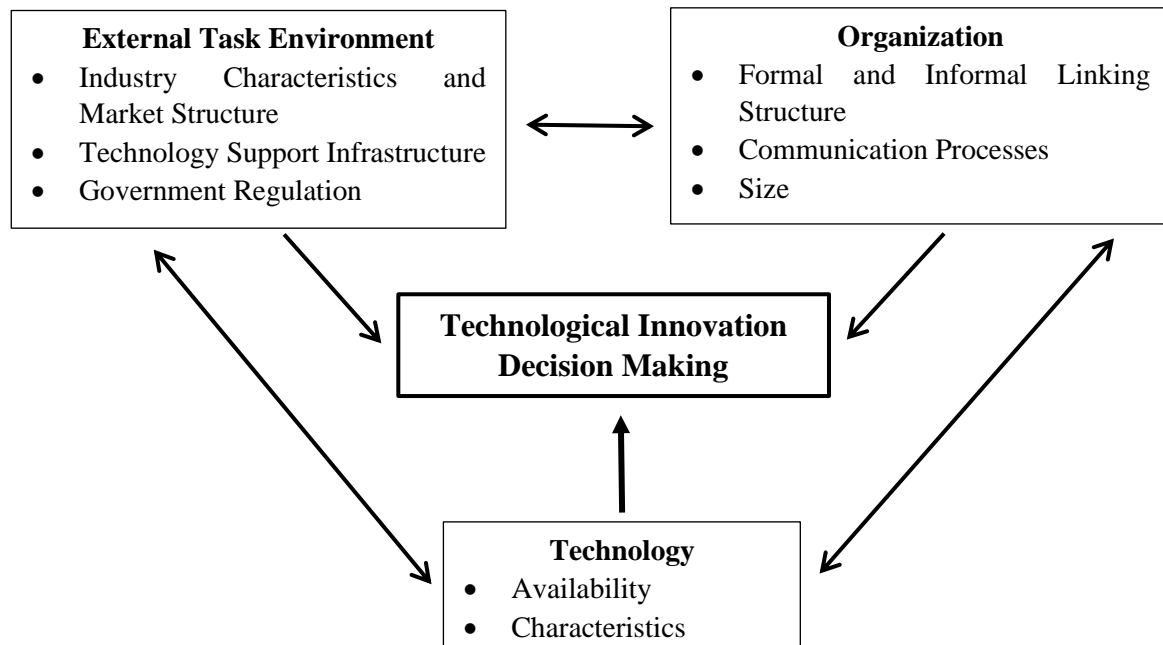 External Task Environment
• Industry Characteristics and
Market Structure
• Technology Support Infrastructure
• Government Regulation
Organization
• Formal and Informal Linking
Structure
• Communication Processes
• Size
Technological Innovation
Decision Making
Technology
• Availability
• Characteristics